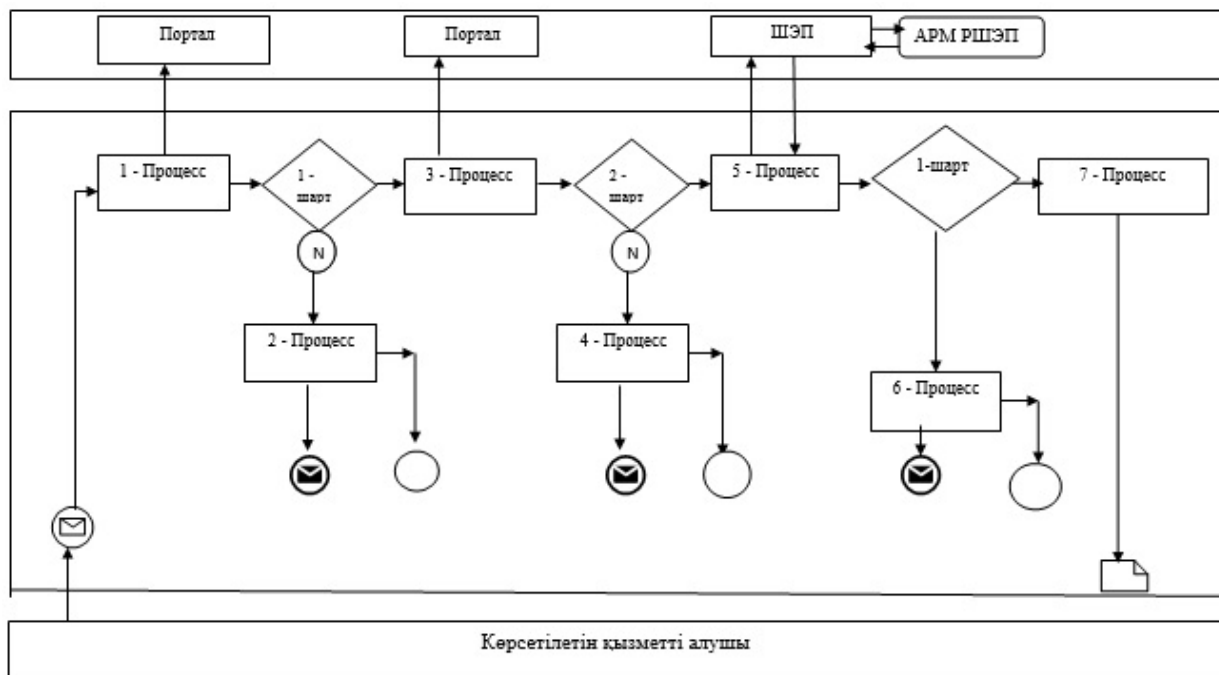 Портал
Портал
ШЭП
АРМ РШЭП
1 - Процесс
1 -
шарт
3 - Процесс
2 -
шарт
5 - Процесс
1-шарт
7 - Процесс
N
N
2 - Процесс
4 - Процесс
6 - Процесс
Көрсетілетін қызметті алушы